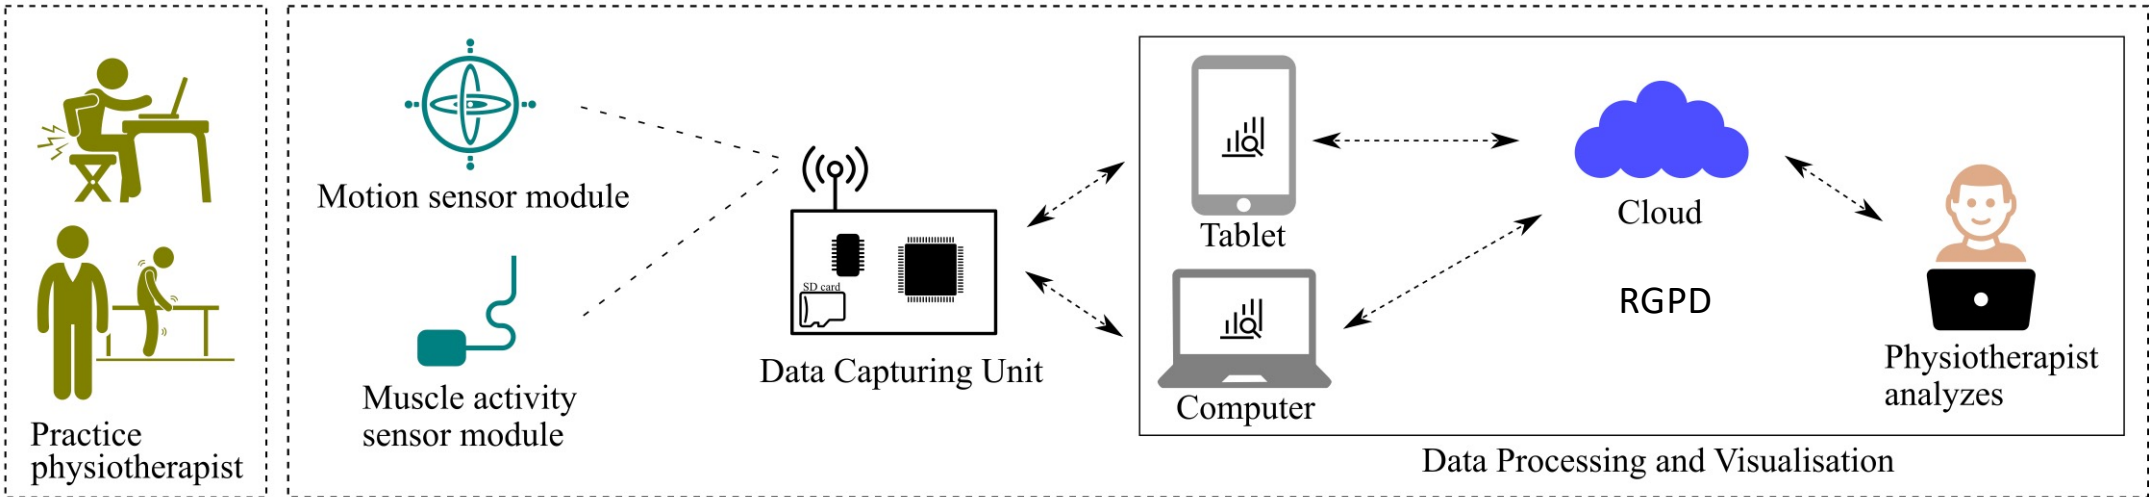 Practice
physiotherapist
Motion sensor module
Muscle activity
sensor module
SD card
Data Capturing Unit
Tablet
Computer
Cloud
RGPD
Physiotherapist
analyzes
Data Processing and Visualisation